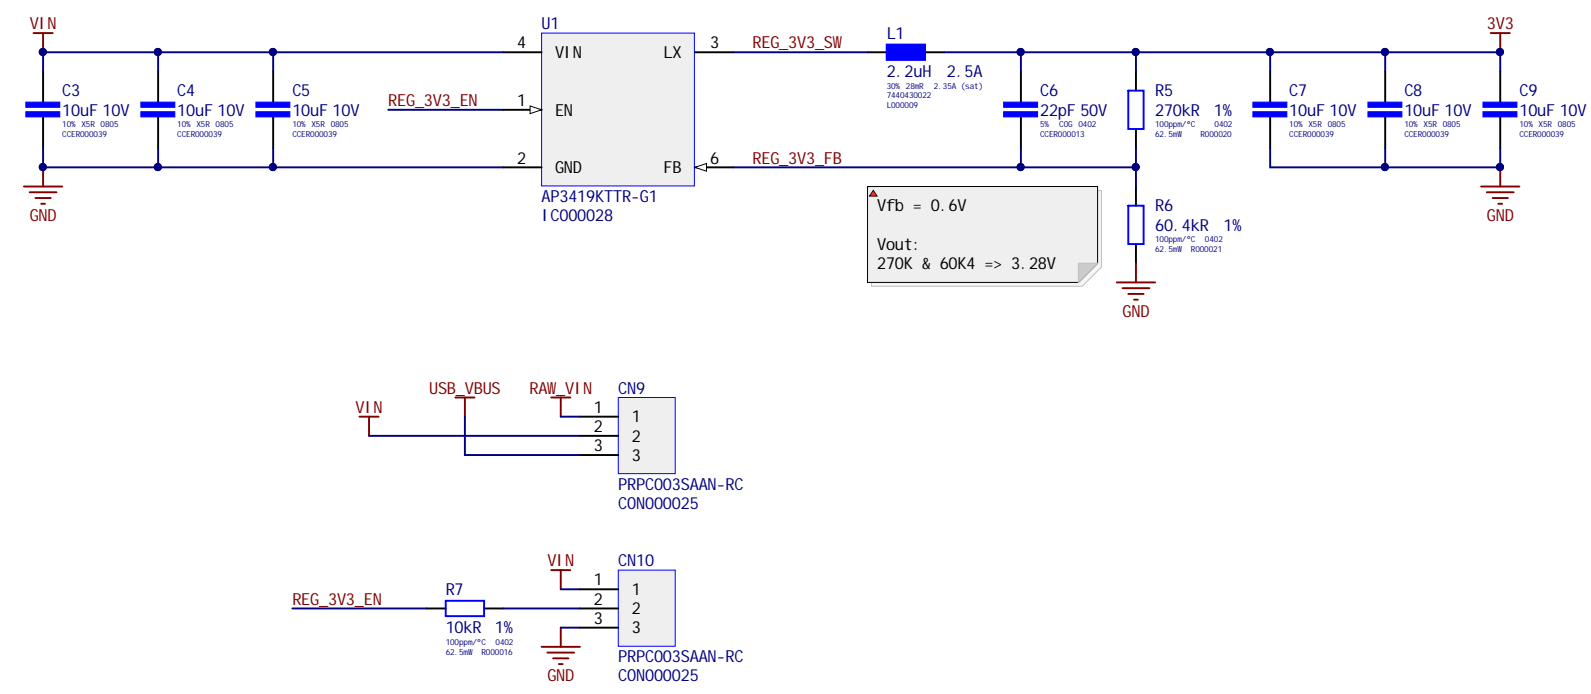 VIN
C3
10uF 10V
10% X5R 0805
CCER000039
C4
10uF 10V
10% X5R 0805
CCER000039
C5
10uF 10V
10% X5R 0805
CCER000039
GND
REG_3V3_EN
U1
4 VIN LX 3
1 EN
2 GND FB 6
AP3419KTTR-G1
IC000028
REG_3V3_SW
REG_3V3_FB
L1
2.2uH 2.5A
30% 28mR 2.35A (sat)
7440430022
L000009
C6
22pF 50V
5% C0G 0402
CCER000013
R5
270kR 1%
100ppm/°C 0402
62.5mW R000020
3V3
C7
10uF 10V
10% X5R 0805
CCER000039
C8
10uF 10V
10% X5R 0805
CCER000039
C9
10uF 10V
10% X5R 0805
CCER000039
GND
Vfb = 0.6V
Vout:
270K & 60K4 => 3.28V
R6
60.4kR 1%
100ppm/°C 0402
62.5mW R000021
GND
VIN
USB_VBUS
RAW_VIN
CN9
1 1
2 2
3 3
PRPC003SAAN-RC
CON000025
REG_3V3_EN
R7
10kR 1%
100ppm/°C 0402
62.5mW R000016
VIN
GND
CN10
1 1
2 2
3 3
PRPC003SAAN-RC
CON000025